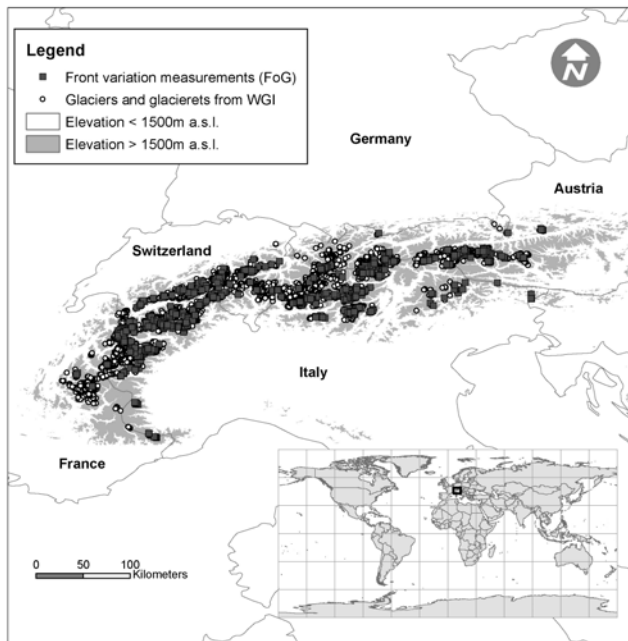 Legend
Front variation measurements (FoG)
Glaciers and glacierets from WGI
Elevation < 1500m a.s.l.
Elevation > 1500m a.s.l.
N
Germany
Austria
Switzerland
Italy
France
0 50 100
Kilometers